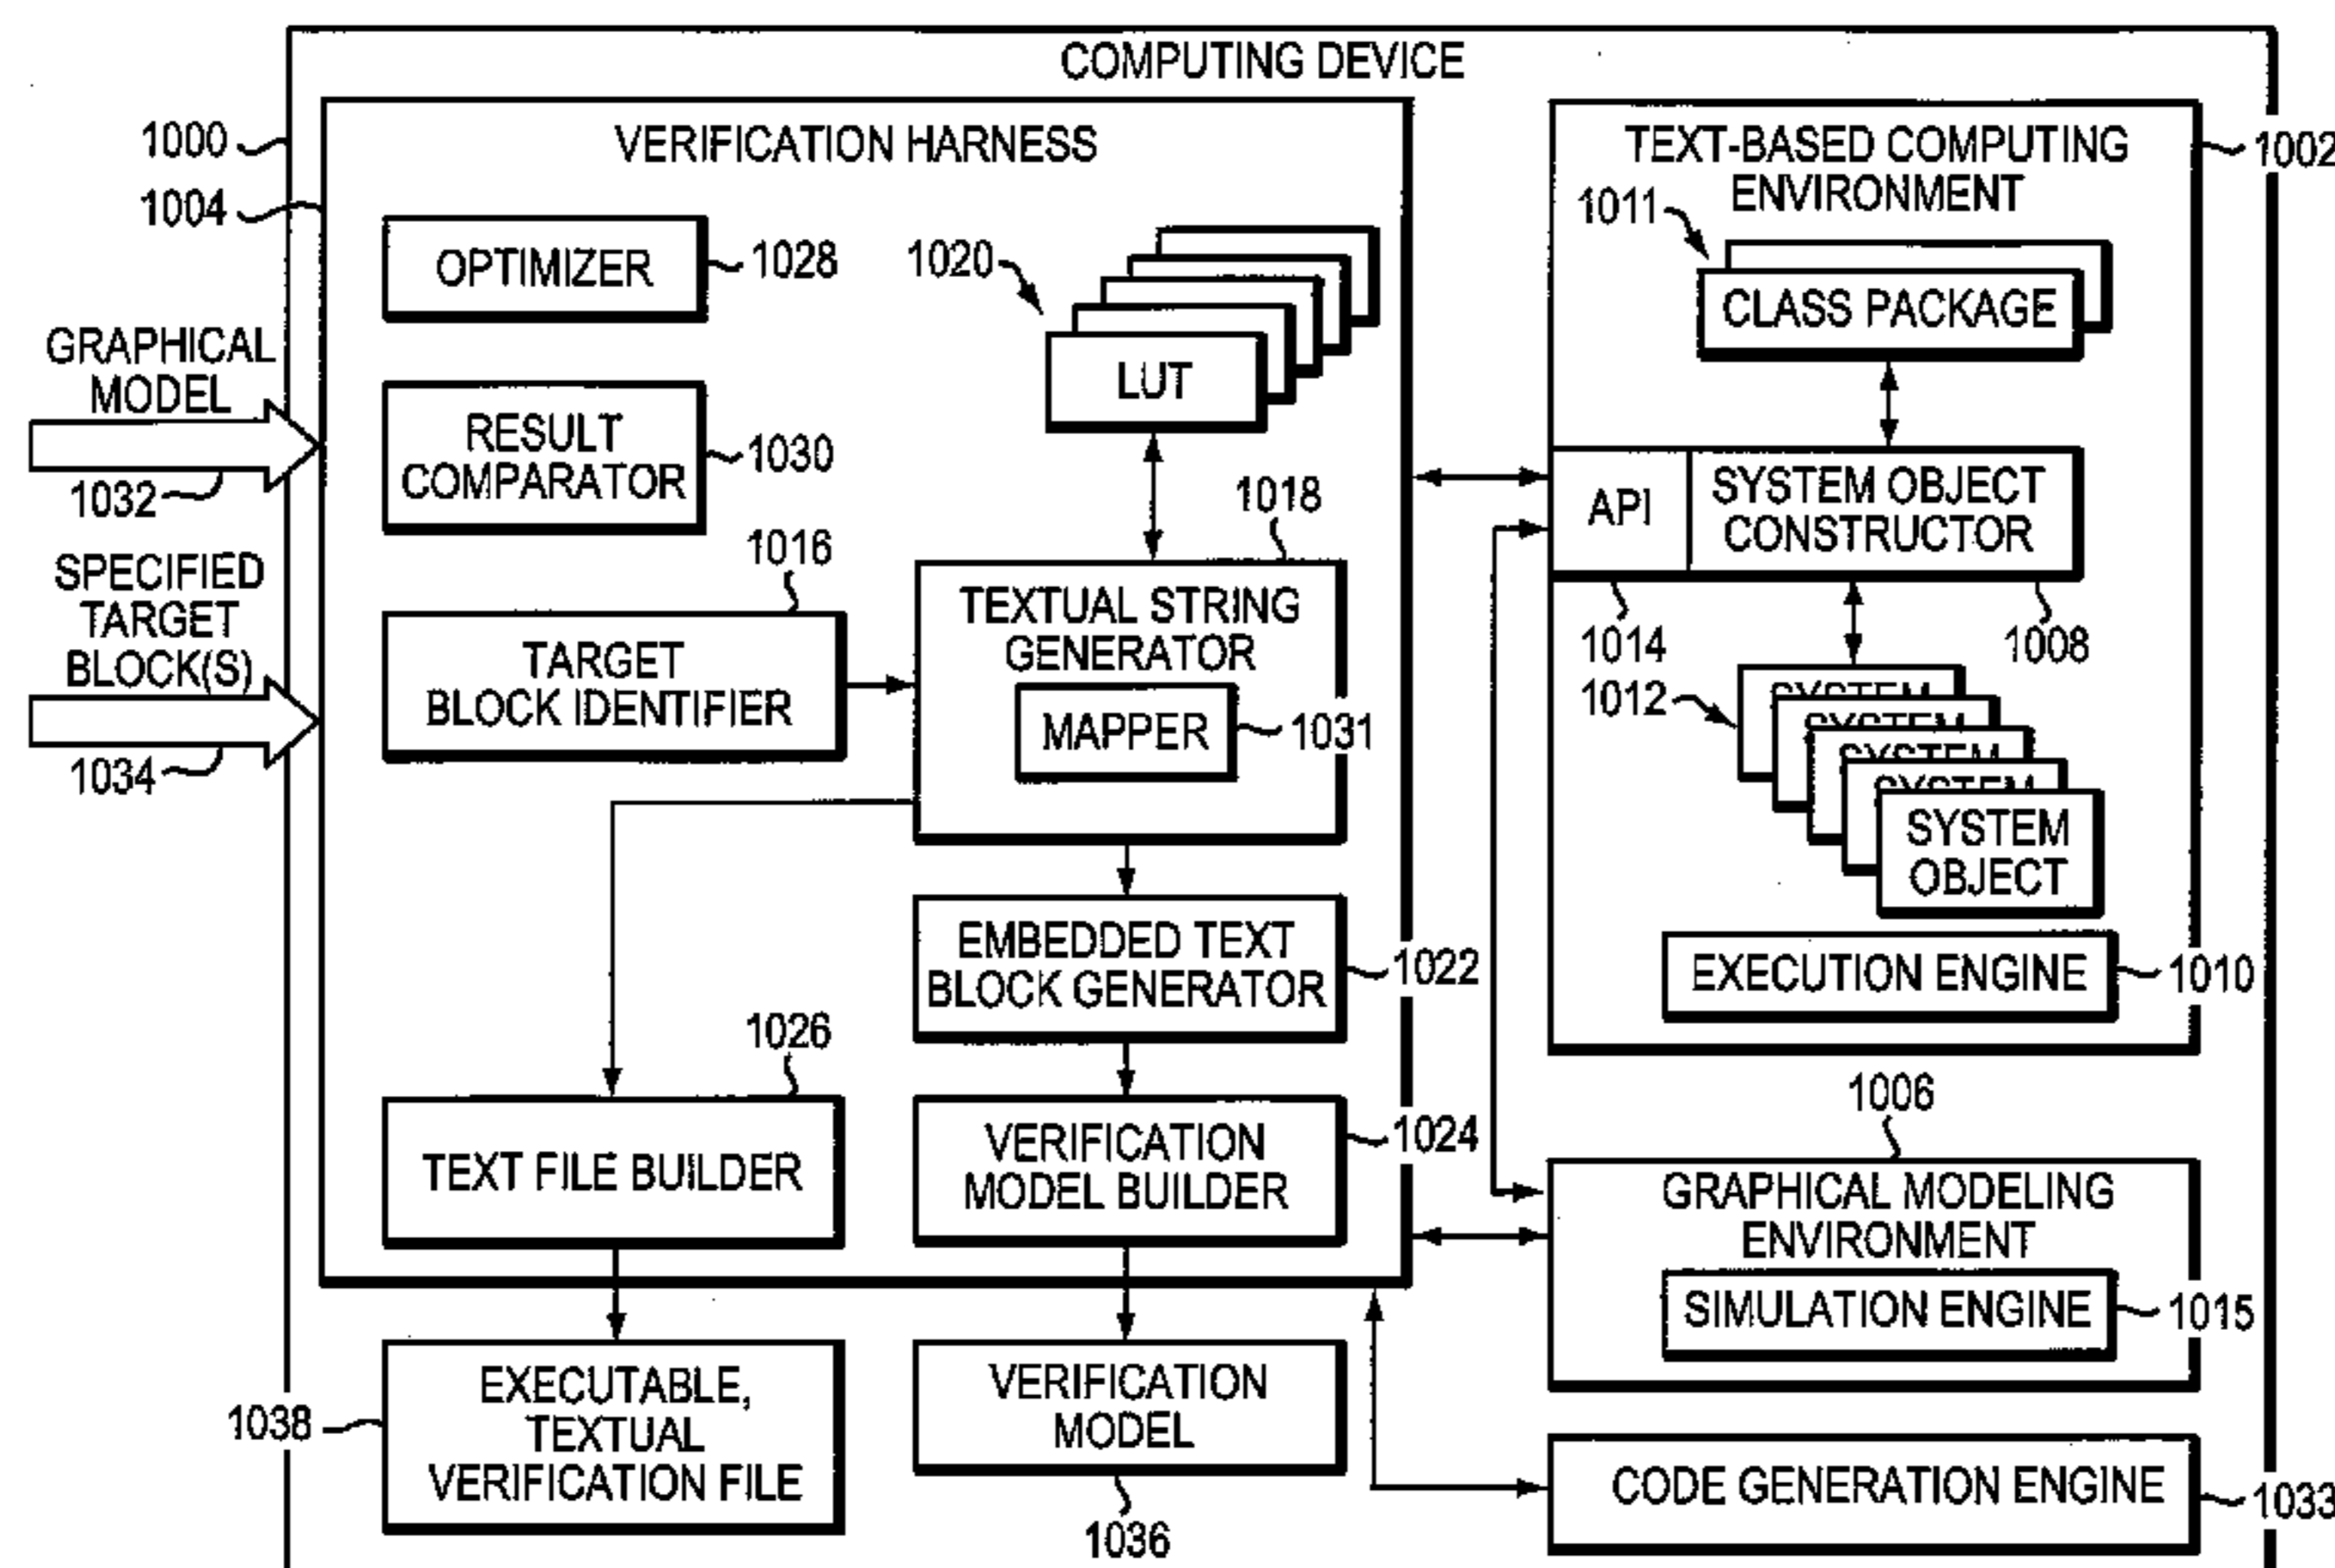 COMPUTING DEVICE
1000
1004
VERIFICATION HARNESS
OPTIMIZER
1028
1020
LUT
GRAPHICAL
MODEL
1032
RESULT
COMPARATOR
1030
SPECIFIED
TARGET
BLOCK(S)
1034
1016
TARGET
BLOCK IDENTIFIER
1018
TEXTUAL STRING
GENERATOR
MAPPER
1031
EMBEDDED TEXT
BLOCK GENERATOR
1022
1026
TEXT FILE BUILDER
VERIFICATION
MODEL BUILDER
1024
1038
EXECUTABLE,
TEXTUAL
VERIFICATION FILE
VERIFICATION
MODEL
1036
TEXT-BASED COMPUTING
ENVIRONMENT
1002
1011
CLASS PACKAGE
API
SYSTEM OBJECT
CONSTRUCTOR
1014
1008
1012
SYSTEM
SYSTEM
SYSTEM
SYSTEM
SYSTEM
OBJECT
EXECUTION ENGINE
1010
1006
GRAPHICAL MODELING
ENVIRONMENT
SIMULATION ENGINE
1015
CODE GENERATION ENGINE
1033